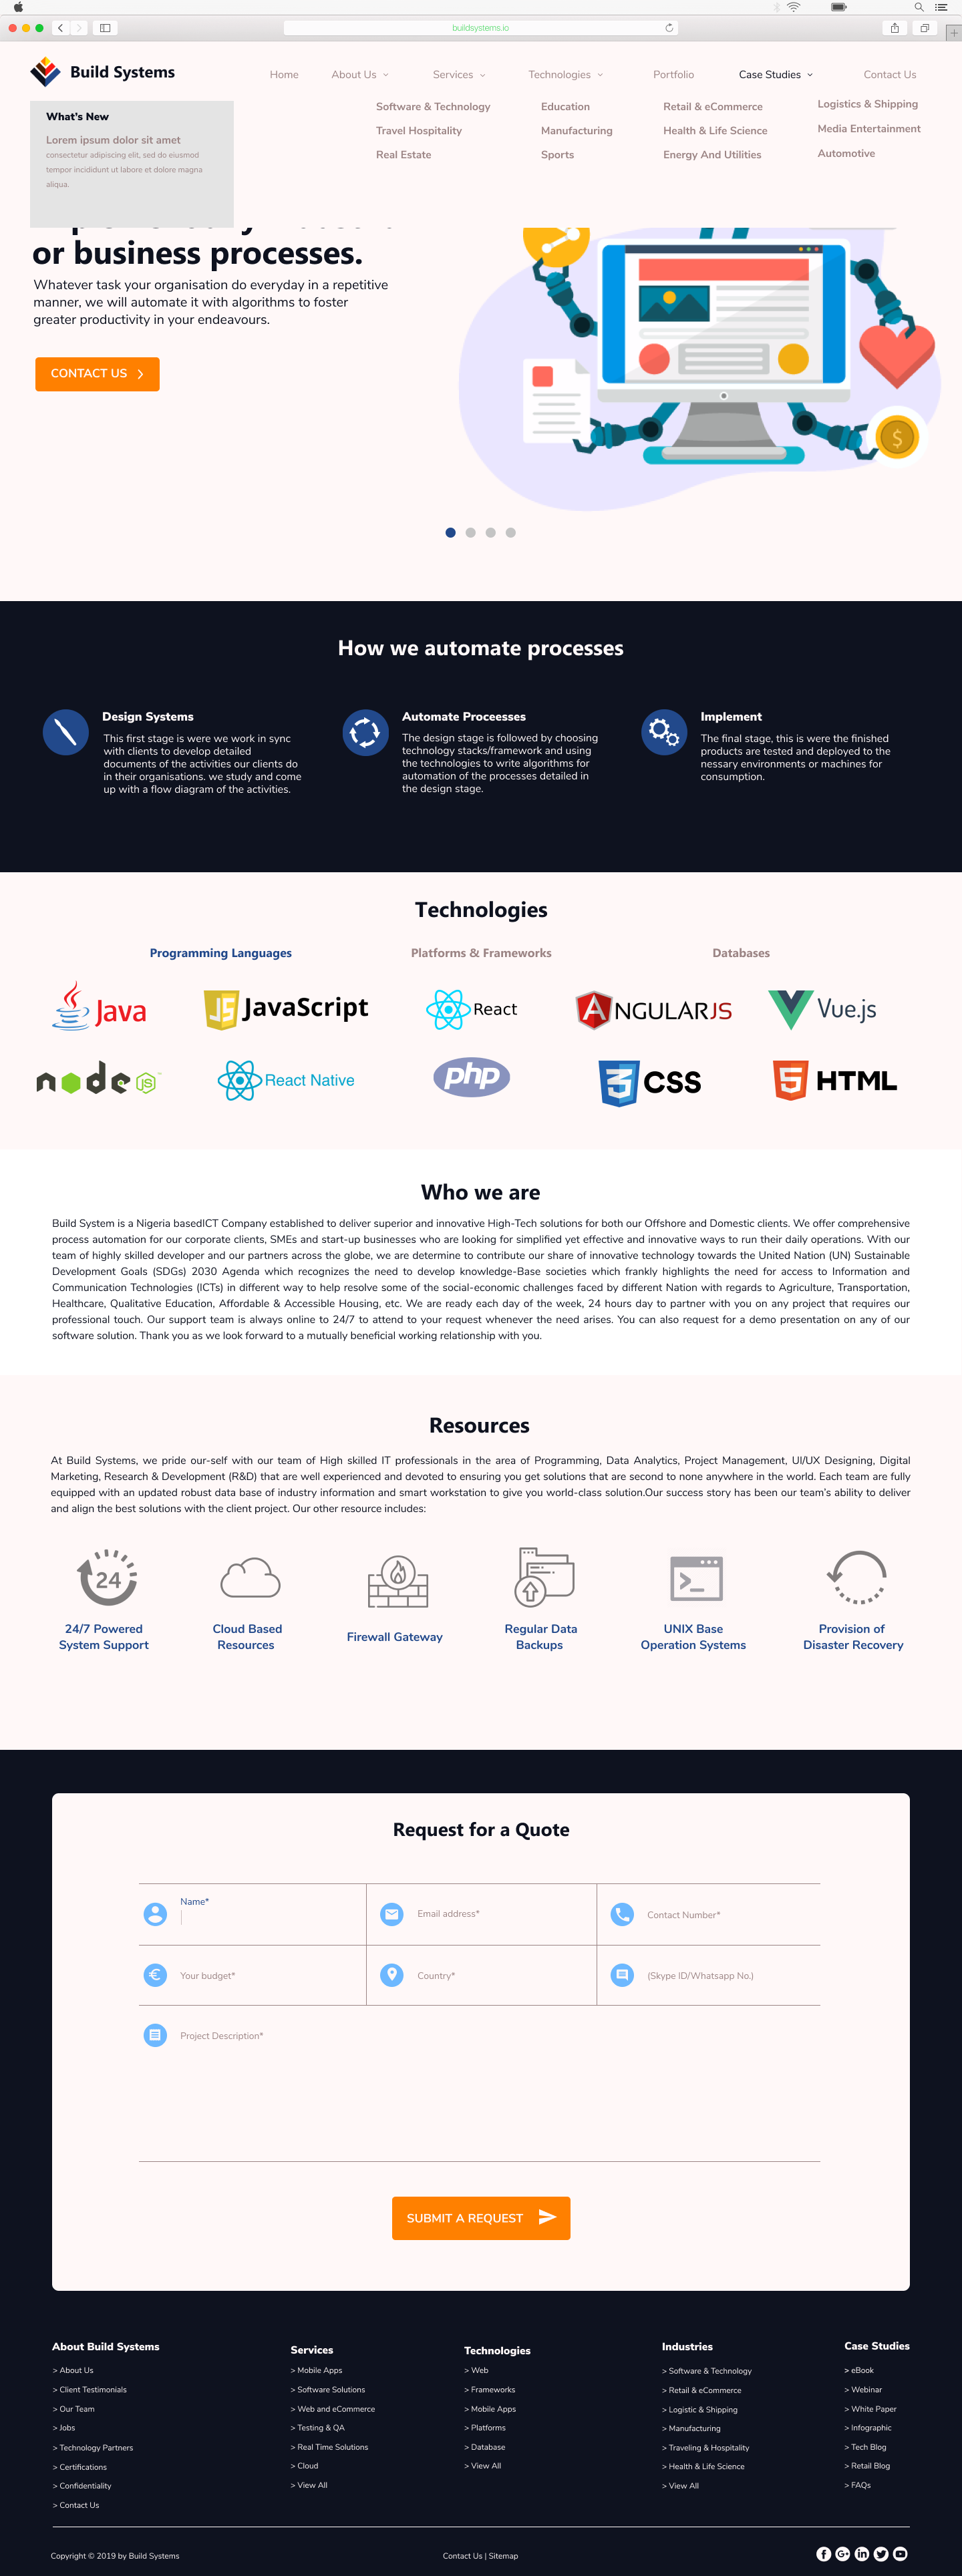 buildsystems.io
Build Systems
Home About Us Services Technologies Portfolio Case Studies Contact Us
What's New
Lorem ipsum dolor sit amet
consectetur adipiscing elit, sed do eiusmod
tempor incididunt ut labore et dolore magna
aliqua.
Software & Technology Education Retail & eCommerce Logistics & Shipping
Travel Hospitality Manufacturing Health & Life Science Media Entertainment
Real Estate Sports Energy And Utilities Automotive
or business processes.
Whatever task your organisation do everyday in a repetitive
manner, we will automate it with algorithms to foster
greater productivity in your endeavours.
CONTACT US
$
How we automate processes
Design Systems
This first stage is were we work in sync
with clients to develop detailed
documents of the activities our clients do
in their organisations. we study and come
up with a flow diagram of the activities.
Automate Proceesses
The design stage is followed by choosing
technology stacks/framework and using
the technologies to write algorithms for
automation of the processes detailed in
the design stage.
Implement
The final stage, this is were the finished
products are tested and deployed to the
nessary environments or machines for
consumption.
Technologies
Programming Languages Platforms & Frameworks Databases
Java JS JavaScript React ANGULARJS Vue.js
node JS React Native php 3 CSS 5 HTML
Who we are
Build System is a Nigeria basedICT Company established to deliver superior and innovative High-Tech solutions for both our Offshore and Domestic clients. We offer comprehensive
process automation for our corporate clients, SMEs and start-up businesses who are looking for simplified yet effective and innovative ways to run their daily operations. With our
team of highly skilled developer and our partners across the globe, we are determine to contribute our share of innovative technology towards the United Nation (UN) Sustainable
Development Goals (SDGs) 2030 Agenda which recognizes the need to develop knowledge-Base societies which frankly highlights the need for access to Information and
Communication Technologies (ICTs) in different way to help resolve some of the social-economic challenges faced by different Nation with regards to Agriculture, Transportation,
Healthcare, Qualitative Education, Affordable & Accessible Housing, etc. We are ready each day of the week, 24 hours day to partner with you on any project that requires our
professional touch. Our support team is always online to 24/7 to attend to your request whenever the need arises. You can also request for a demo presentation on any of our
software solution. Thank you as we look forward to a mutually beneficial working relationship with you.
Resources
At Build Systems, we pride our-self with our team of High skilled IT professionals in the area of Programming, Data Analytics, Project Management, UI/UX Designing, Digital
Marketing, Research & Development (R&D) that are well experienced and devoted to ensuring you get solutions that are second to none anywhere in the world. Each team are fully
equipped with an updated robust data base of industry information and smart workstation to give you world-class solution.Our success story has been our team's ability to deliver
and align the best solutions with the client project. Our other resource includes:
24
24/7 Powered
System Support
Cloud Based
Resources
Firewall Gateway
Regular Data
Backups
UNIX Base
Operation Systems
Provision of
Disaster Recovery
Request for a Quote
Name* Email address* Contact Number*
€ Your budget* Country* (Skype ID/Whatsapp No.)
Project Description*
SUBMIT A REQUEST
About Build Systems
> About Us
> Client Testimonials
> Our Team
> Jobs
> Technology Partners
> Certifications
> Confidentiality
> Contact Us
Services
> Mobile Apps
> Software Solutions
> Web and eCommerce
> Testing & QA
> Real Time Solutions
> Cloud
> View All
Technologies
> Web
> Frameworks
> Mobile Apps
> Platforms
> Database
> View All
Industries
> Software & Technology
> Retail & eCommerce
> Logistic & Shipping
> Manufacturing
> Traveling & Hospitality
> Health & Life Science
> View All
Case Studies
> eBook
> Webinar
> White Paper
> Infographic
> Tech Blog
> Retail Blog
> FAQs
Copyright © 2019 by Build Systems Contact Us | Sitemap